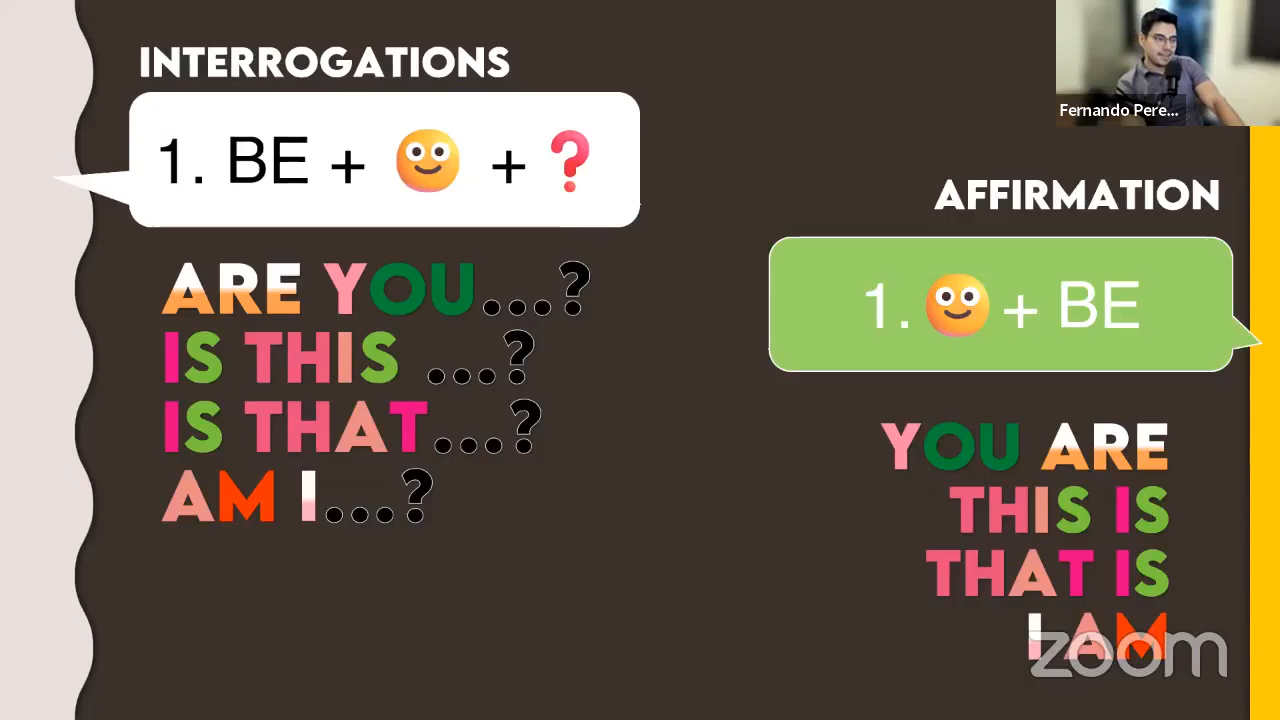 INTERROGATIONS
1. BE + 🙂 + ?
ARE YOU...?
IS THIS ...?
IS THAT...?
AM I...?
Fernando Pere...
AFFIRMATION
1. 🙂 + BE
YOU ARE
THIS IS
THAT IS
I AM
zoom